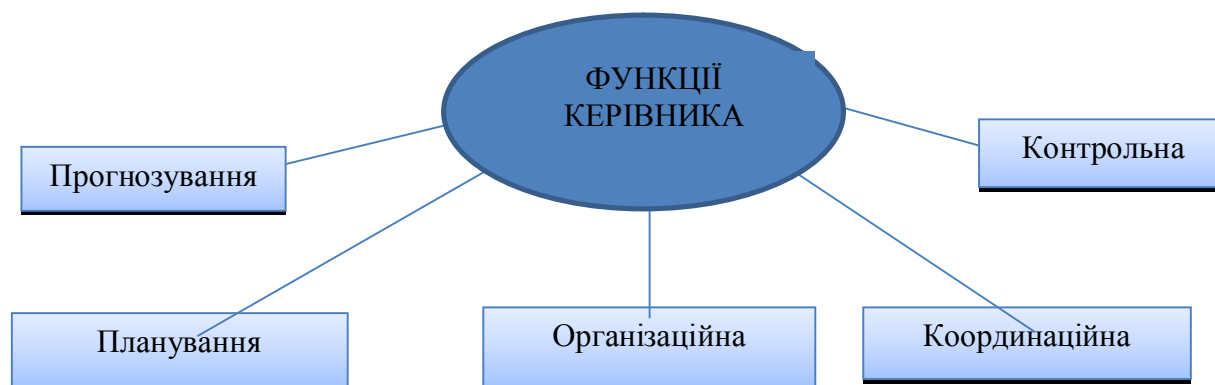 ФУНКЦІЇ
КЕРІВНИКА
Прогнозування
Контрольна
Планування
Організаційна
Координаційна